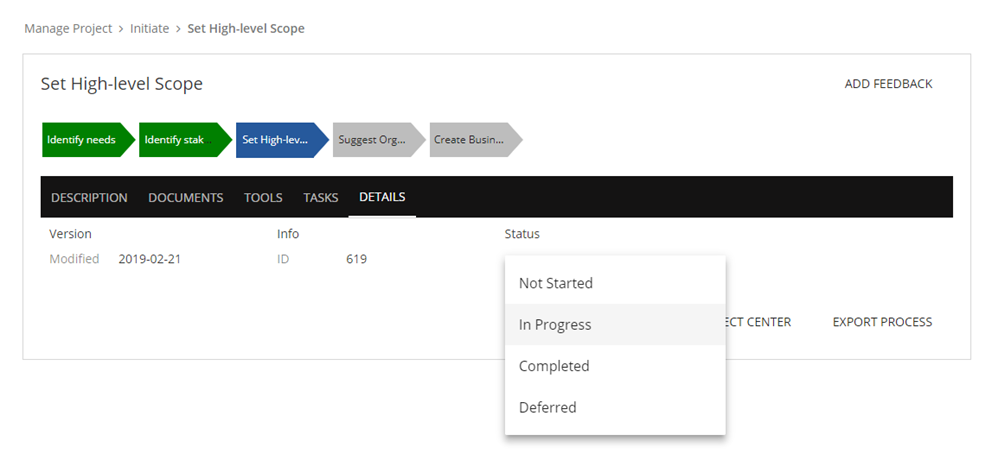 Manage Project > Initiate > Set High-level Scope
Set High-level Scope
ADD FEEDBACK
Identify needs
Identify stak
Set High-lev...
Suggest Org...
Create Busin...
DESCRIPTION DOCUMENTS TOOLS TASKS DETAILS
Version
Modified 2019-02-21
Info
ID 619
Status
Not Started
In Progress
Completed
Deferred
CENTER
EXPORT PROCESS